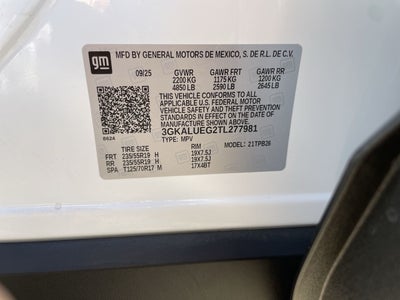 gm
MFD BY GENERAL MOTORS DE MEXICO, S. DE R.L. DE C.V.
09/25 GVWR GAWR FRT GAWR RR
2200 KG 1175 KG 1200 KG
4850 LB 2590 LB 2645 LB
THIS VEHICLE CONFORMS TO ALL
APPLICABLE U.S. FEDERAL MOTOR
VEHICLE SAFETY AND THEFT PREVENTION
STANDARDS IN EFFECT ON THE DATE OF
MANUFACTURE SHOWN ABOVE.
3GKALUEG2TL277981
8624 TYPE: MPV MODEL: 21TPB26
TIRE SIZE RIM
FRT 235/55R19 H 19X7.5J
RR 235/55R19 H 19X7.5J
SPA T125/70R17 M 17X4BT